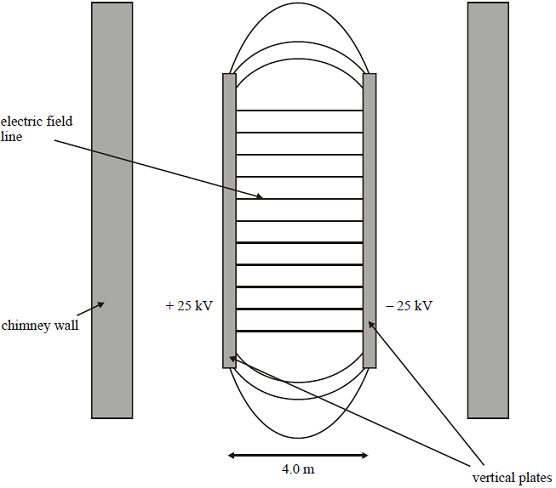 electric field
line
+ 25 kV
– 25 kV
chimney wall
4.0 m
vertical plates